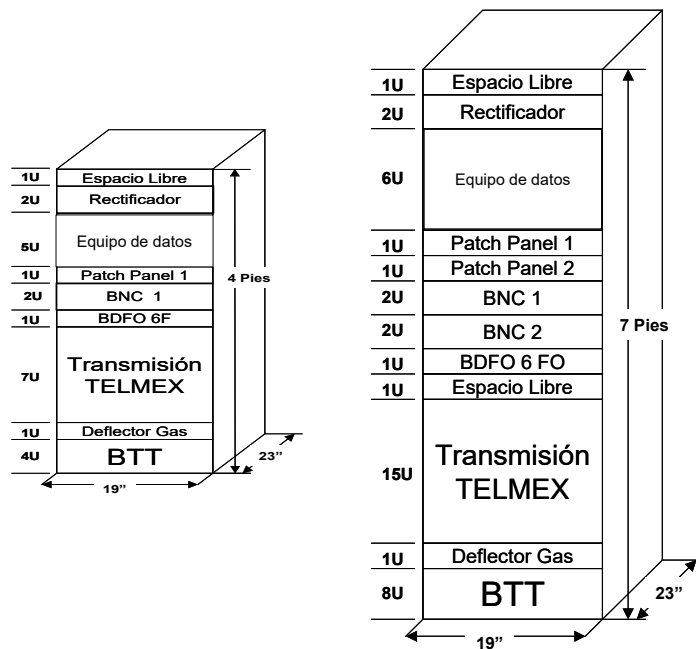 1U Espacio Libre
2U Rectificador
5U Equipo de datos
1U Patch Panel 1
2U BNC 1
1U BDFO 6F
7U Transmisión
TELMEX
1U Deflector Gas
4U BTT
4 Pies
19”
23”
1U Espacio Libre
2U Rectificador
6U Equipo de datos
1U Patch Panel 1
1U Patch Panel 2
2U BNC 1
2U BNC 2
1U BDFO 6 FO
1U Espacio Libre
15U Transmisión
TELMEX
1U Deflector Gas
8U BTT
7 Pies
19”
23”